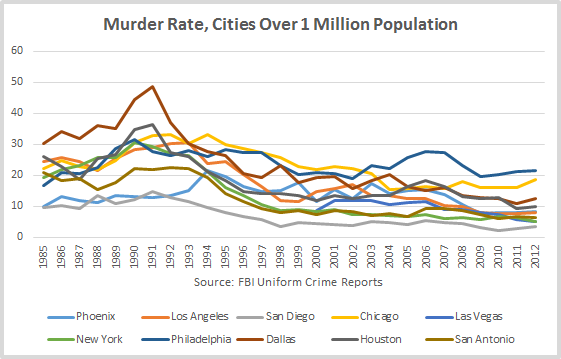 Murder Rate, Cities Over 1 Million Population
60
50
40
30
20
10
0
1985 1986 1987 1988 1989 1990 1991 1992 1993 1994 1995 1996 1997 1998 1999 2000 2001 2002 2003 2004 2005 2006 2007 2008 2009 2010 2011 2012
Source: FBI Uniform Crime Reports
Phoenix Los Angeles San Diego Chicago Las Vegas
New York Philadelphia Dallas Houston San Antonio